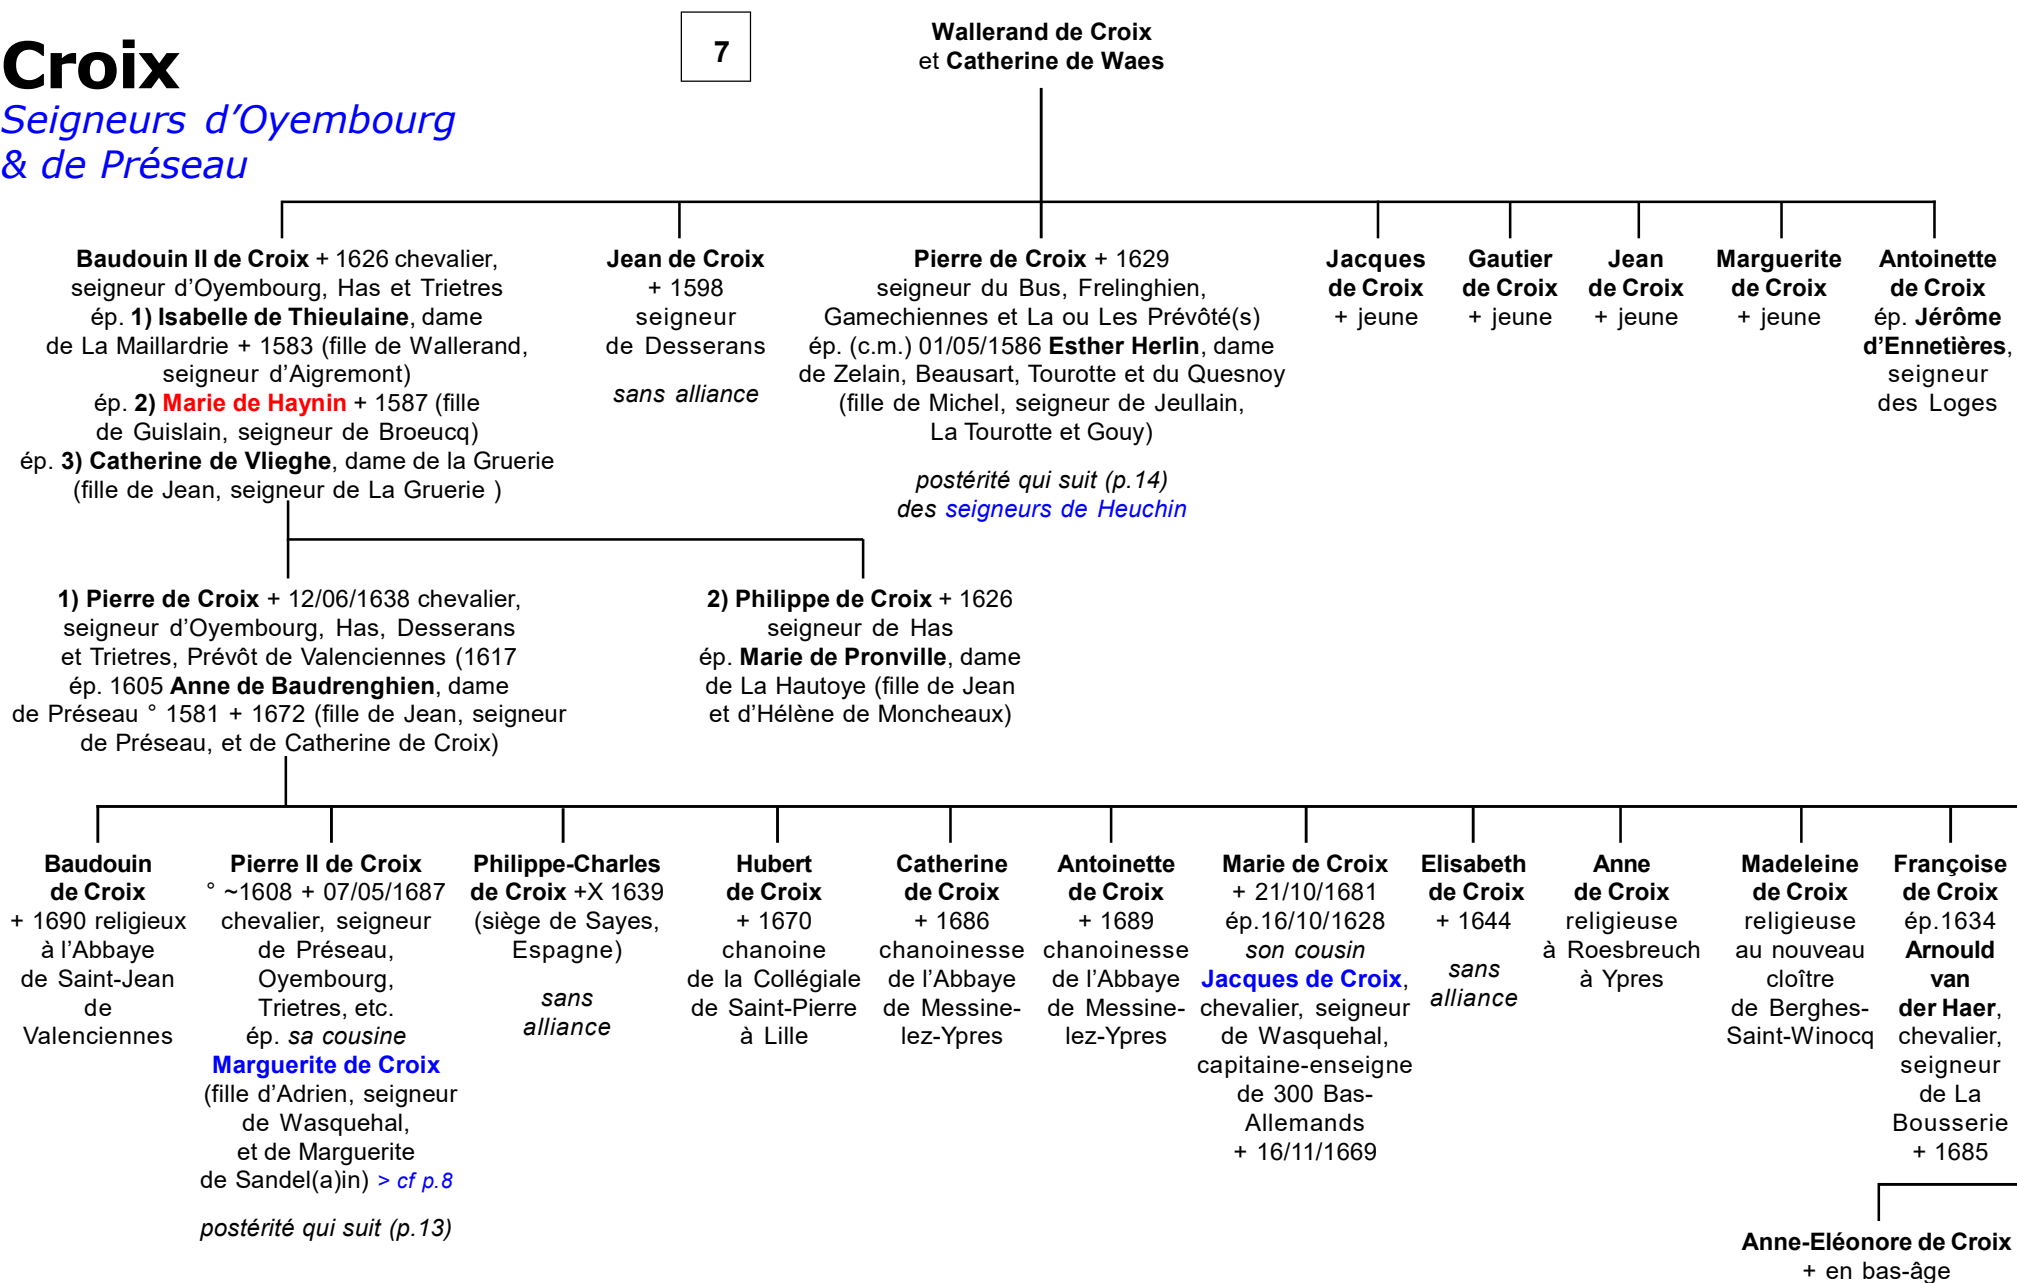 Croix
Seigneurs d'Oyembourg
& de Préseau
7
Wallerand de Croix
et Catherine de Waes
Baudouin II de Croix + 1626 chevalier,
seigneur d'Oyembourg, Has et Trietres
ép. 1) Isabelle de Thieulaine, dame
de La Maillardrie + 1583 (fille de Wallerand,
seigneur d'Aigremont)
ép. 2) Marie de Haynin + 1587 (fille
de Guislain, seigneur de Broeucq)
ép. 3) Catherine de Vlieghe, dame de la Gruerie
(fille de Jean, seigneur de La Gruerie )
Jean de Croix
+ 1598
seigneur
de Desserans
sans alliance
Pierre de Croix + 1629
seigneur du Bus, Frelinghien,
Gamechiennes et La ou Les Prévôté(s)
ép. (c.m.) 01/05/1586 Esther Herlin, dame
de Zelain, Beausart, Tourotte et du Quesnoy
(fille de Michel, seigneur de Jeullain,
La Tourotte et Gouy)
postérité qui suit (p.14)
des seigneurs de Heuchin
Jacques
de Croix
+ jeune
Gautier
de Croix
+ jeune
Jean
de Croix
+ jeune
Marguerite
de Croix
+ jeune
Antoinette
de Croix
ép. Jérôme
d'Ennetières,
seigneur
des Loges
1) Pierre de Croix + 12/06/1638 chevalier,
seigneur d'Oyembourg, Has, Desserans
et Trietres, Prévôt de Valenciennes (1617
ép. 1605 Anne de Baudrenghien, dame
de Préseau ° 1581 + 1672 (fille de Jean, seigneur
de Préseau, et de Catherine de Croix)
2) Philippe de Croix + 1626
seigneur de Has
ép. Marie de Pronville, dame
de La Hautoye (fille de Jean
et d'Hélène de Moncheaux)
Baudouin
de Croix
+ 1690 religieux
à l'Abbaye
de Saint-Jean
de
Valenciennes
Pierre II de Croix
° ~1608 + 07/05/1687
chevalier, seigneur
de Préseau,
Oyembourg,
Trietres, etc.
ép. sa cousine
Marguerite de Croix
(fille d'Adrien, seigneur
de Wasquehal,
et de Marguerite
de Sandel(a)in) > cf p.8
postérité qui suit (p.13)
Philippe-Charles
de Croix +X 1639
(siège de Sayes,
Espagne)
sans
alliance
Hubert
de Croix
+ 1670
chanoine
de la Collégiale
de Saint-Pierre
à Lille
Catherine
de Croix
+ 1686
chanoinesse
de l'Abbaye
de Messine-
lez-Ypres
Antoinette
de Croix
+ 1689
chanoinesse
de l'Abbaye
de Messine-
lez-Ypres
Marie de Croix
+ 21/10/1681
ép.16/10/1628
son cousin
Jacques de Croix,
chevalier, seigneur
de Wasquehal,
capitaine-enseigne
de 300 Bas-
Allemands
+ 16/11/1669
Elisabeth
de Croix
+ 1644
sans
alliance
Anne
de Croix
religieuse
à Roesbreuch
à Ypres
Madeleine
de Croix
religieuse
au nouveau
cloître
de Berghes-
Saint-Winocq
Françoise
de Croix
ép.1634
Arnould
van
der Haer,
chevalier,
seigneur
de La
Bousserie
+ 1685
Anne-Eléonore de Croix
+ en bas-âge